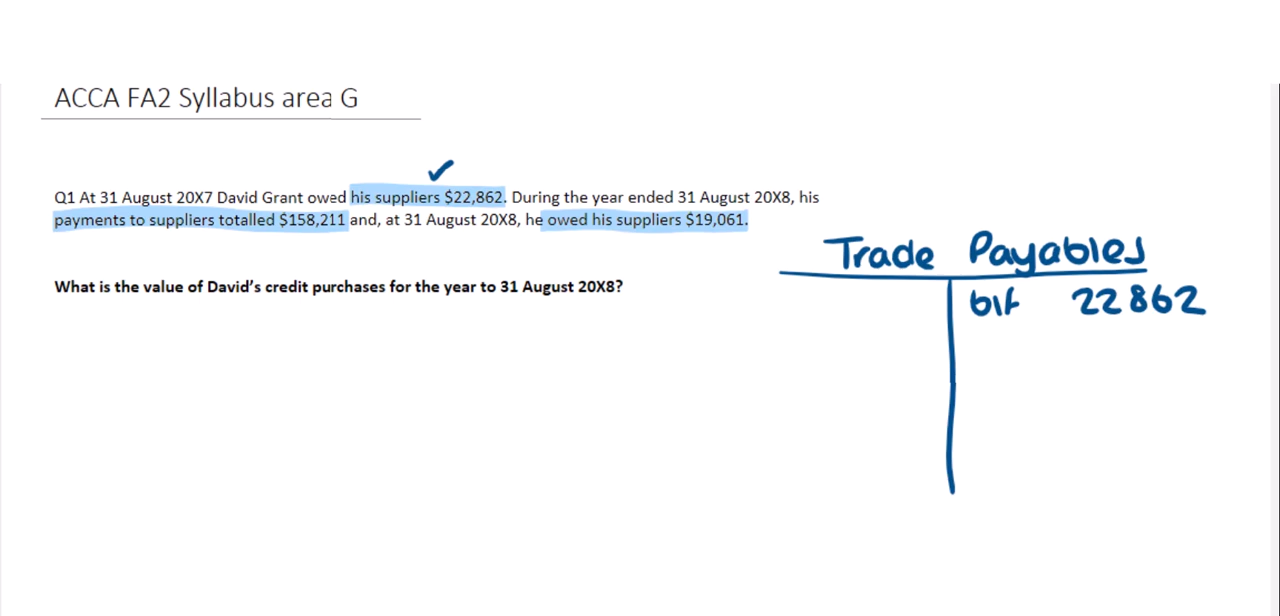 ACCA FA2 Syllabus area G
Q1 At 31 August 20X7 David Grant owed his suppliers $22,862. During the year ended 31 August 20X8, his
payments to suppliers totalled $158,211 and, at 31 August 20X8, he owed his suppliers $19,061.
Trade Payables
What is the value of David's credit purchases for the year to 31 August 20X8?
b/f 22862